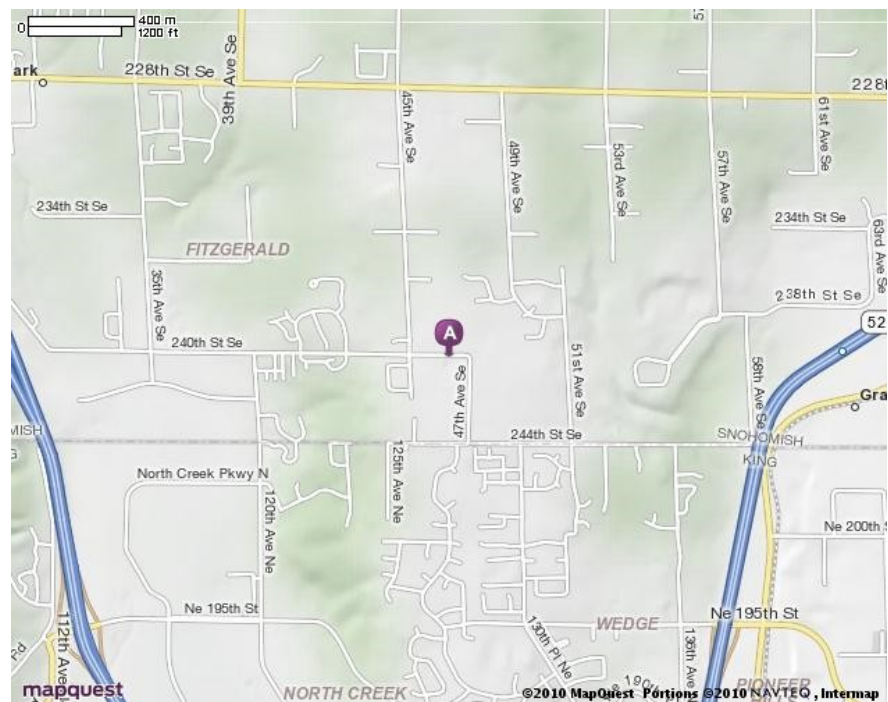 0
400 m
1200 ft
228th St Se
39th Ave Se
45th Ave Se
49th Ave Se
53rd Ave Se
57th Ave Se
61st Ave Se
63rd Ave Se
234th St Se
234th St Se
FITZGERALD
35th Ave Se
238th St Se
240th St Se
A
47th Ave Se
51st Ave Se
58th Ave Se
52
Gra
244th St Se
SNOHOMISH
KING
125th Ave Ne
North Creek Pkwy N
120th Ave Ne
Ne 200th
Ne 195th St
Ne 195th St
WEDGE
112th Ave
130th Pl Ne
136th Ave
190th
Rd
NORTH CREEK
PIONEER
mapquest
©2010 MapQuest Portions ©2010 NAVTEQ , Intermap